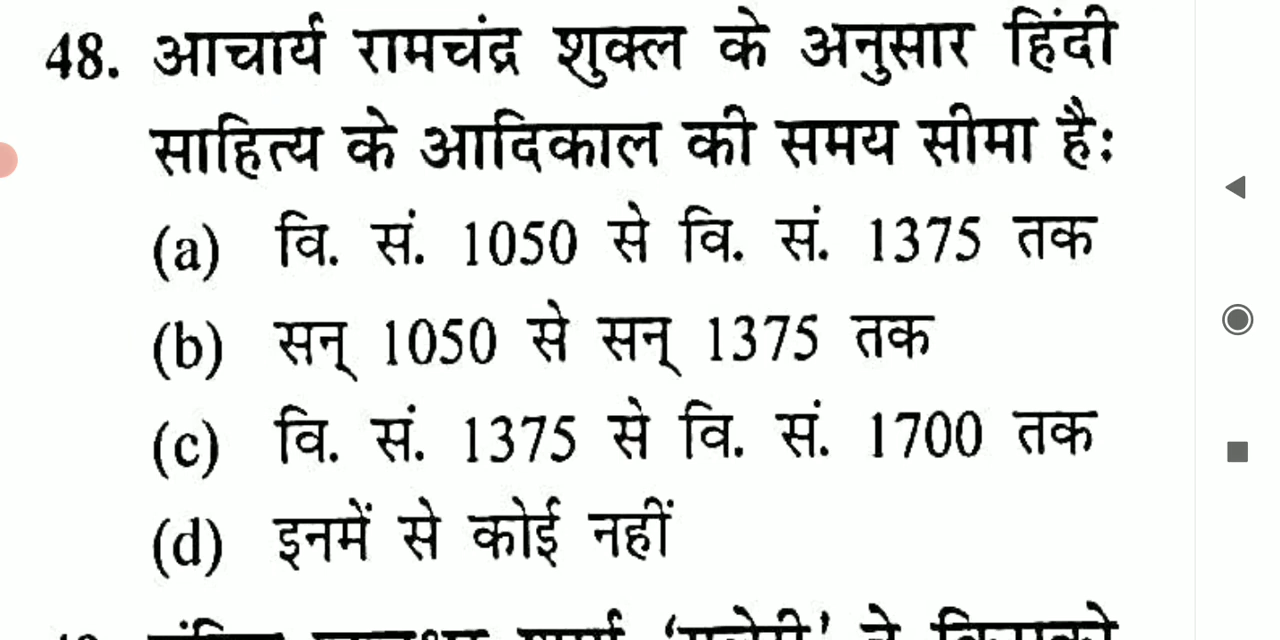 48. आचार्य रामचंद्र शुक्ल के अनुसार हिंदी
साहित्य के आदिकाल की समय सीमा है:
(a) वि. सं. 1050 से वि. सं. 1375 तक
(b) सन् 1050 से सन् 1375 तक
(c) वि. सं. 1375 से वि. सं. 1700 तक
(d) इनमें से कोई नहीं